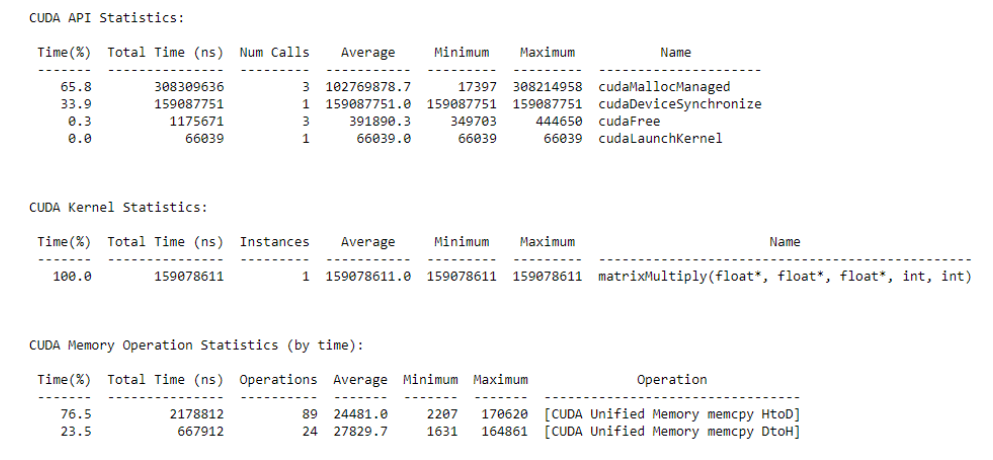 CUDA API Statistics:
Time(%) Total Time (ns) Num Calls Average Minimum Maximum Name
------- --------------- --------- ----------- --------- --------- ---------------------
65.8 308309636 3 102769878.7 17397 308214958 cudaMallocManaged
33.9 159087751 1 159087751.0 159087751 159087751 cudaDeviceSynchronize
0.3 1175671 3 391890.3 349703 444650 cudaFree
0.0 66039 1 66039.0 66039 66039 cudaLaunchKernel
CUDA Kernel Statistics:
Time(%) Total Time (ns) Instances Average Minimum Maximum Name
------- --------------- --------- ----------- --------- --------- ------------------------------------------------
100.0 159078611 1 159078611.0 159078611 159078611 matrixMultiply(float*, float*, float*, int, int)
CUDA Memory Operation Statistics (by time):
Time(%) Total Time (ns) Operations Average Minimum Maximum Operation
------- --------------- ---------- ------- ------- ------- ---------------------------------
76.5 2178812 89 24481.0 2207 170620 [CUDA Unified Memory memcpy HtoD]
23.5 667912 24 27829.7 1631 164861 [CUDA Unified Memory memcpy DtoH]